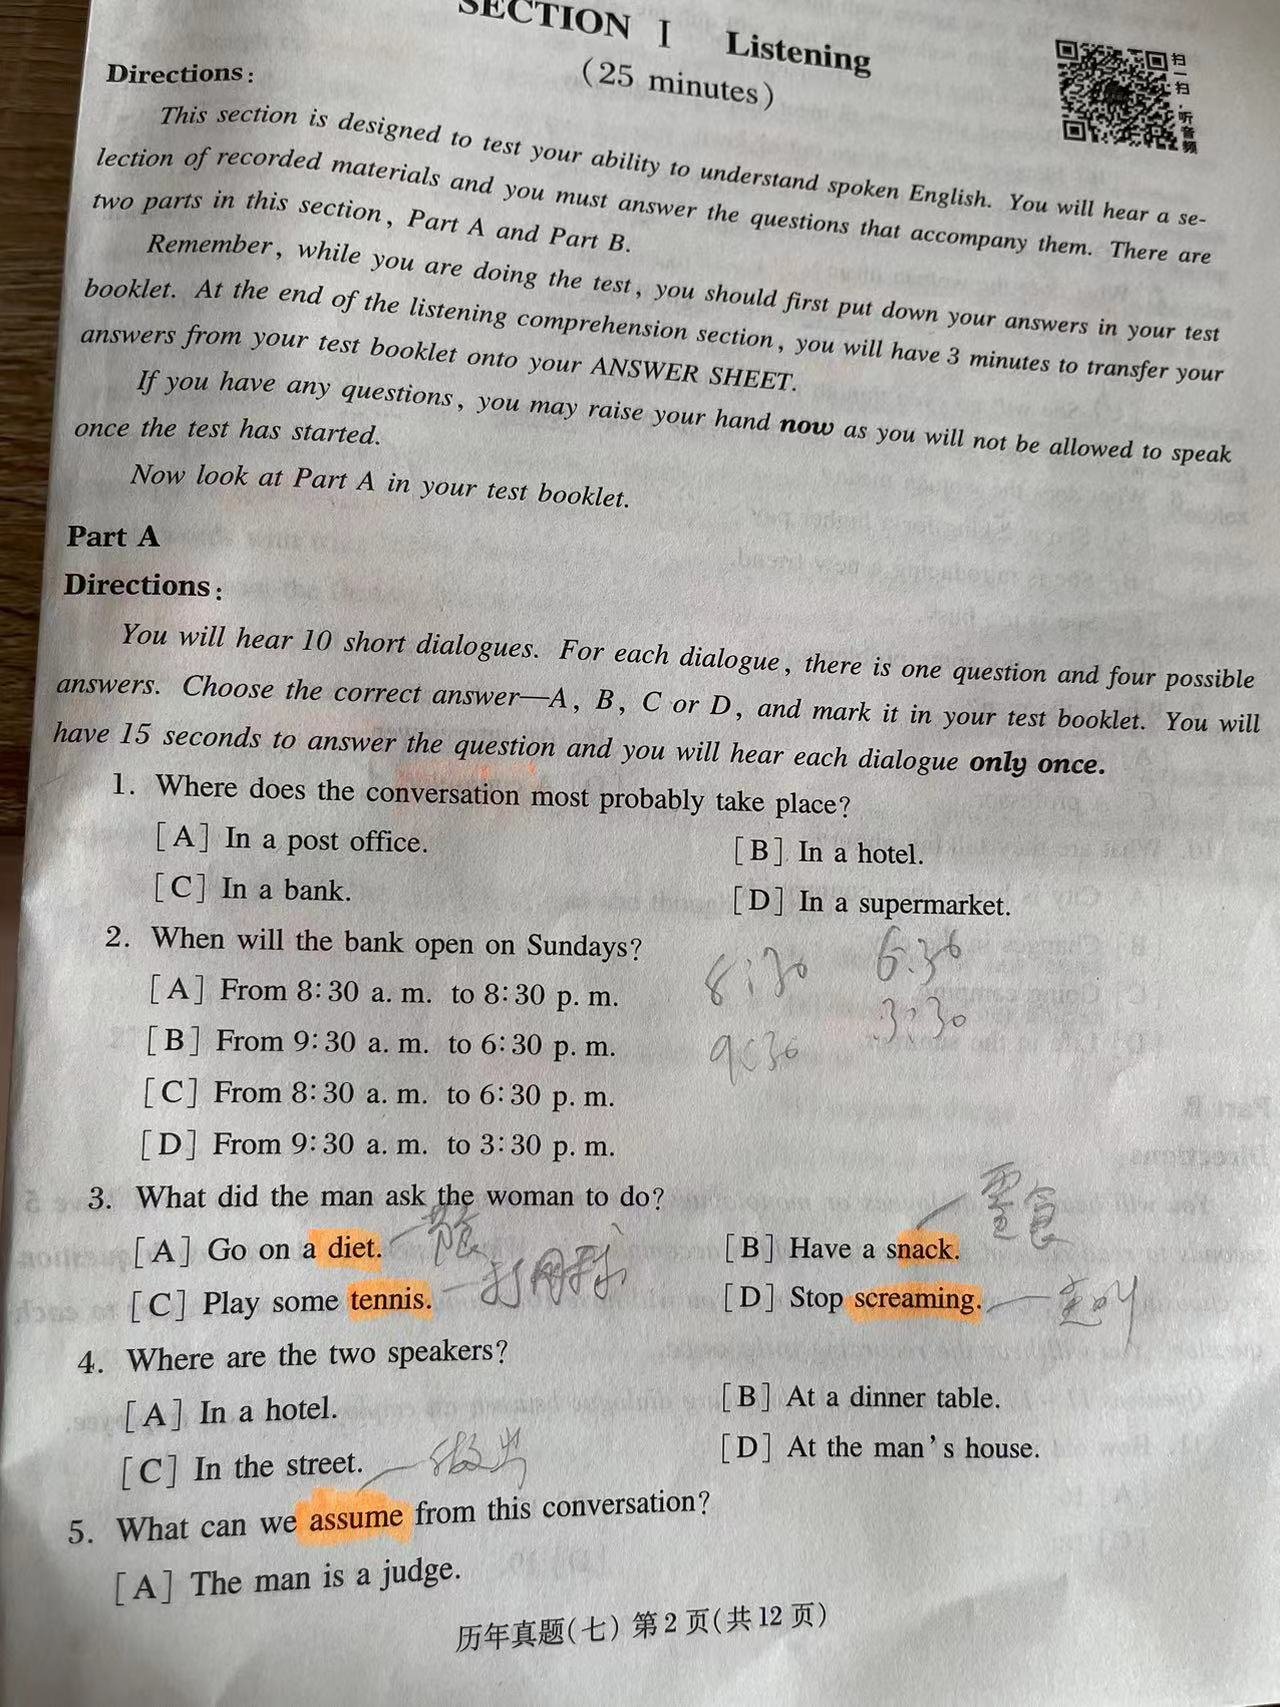 SECTION I Listening
(25 minutes)
扫一扫,听音频
Directions:
This section is designed to test your ability to understand spoken English. You will hear a se-
lection of recorded materials and you must answer the questions that accompany them. There are
two parts in this section, Part A and Part B.
Remember, while you are doing the test, you should first put down your answers in your test
booklet. At the end of the listening comprehension section, you will have 3 minutes to transfer your
answers from your test booklet onto your ANSWER SHEET.
If you have any questions, you may raise your hand now as you will not be allowed to speak
once the test has started.
Now look at Part A in your test booklet.
Part A
Directions:
You will hear 10 short dialogues. For each dialogue, there is one question and four possible
answers. Choose the correct answer—A, B, C or D, and mark it in your test booklet. You will
have 15 seconds to answer the question and you will hear each dialogue only once.
1. Where does the conversation most probably take place?
[A] In a post office. [B] In a hotel.
[C] In a bank. [D] In a supermarket.
2. When will the bank open on Sundays?
8:30 6:30
[A] From 8:30 a. m. to 8:30 p. m.
3:30
[B] From 9:30 a. m. to 6:30 p. m.
9:30
[C] From 8:30 a. m. to 6:30 p. m.
[D] From 9:30 a. m. to 3:30 p. m.
3. What did the man ask the woman to do?
零食
[A] Go on a diet. [B] Have a snack.
打网球
[C] Play some tennis. [D] Stop screaming.
4. Where are the two speakers?
[A] In a hotel. [B] At a dinner table.
[C] In the street. [D] At the man's house.
5. What can we assume from this conversation?
[A] The man is a judge.
历年真题(七) 第2页(共12页)